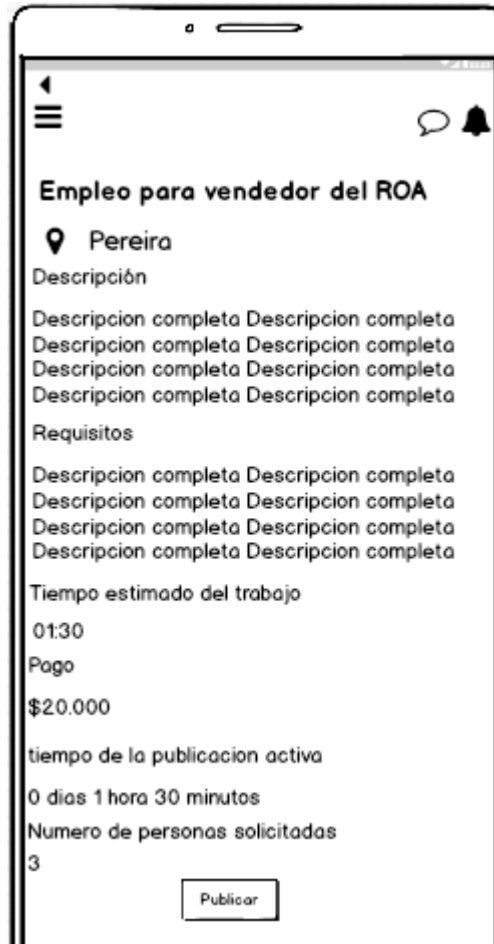 Empleo para vendedor del ROA
Pereira
Descripción
Descripcion completa Descripcion completa
Descripcion completa Descripcion completa
Descripcion completa Descripcion completa
Descripcion completa Descripcion completa
Requisitos
Descripcion completa Descripcion completa
Descripcion completa Descripcion completa
Descripcion completa Descripcion completa
Descripcion completa Descripcion completa
Tiempo estimado del trabajo
01:30
Pago
$20.000
tiempo de la publicacion activa
0 dias 1 hora 30 minutos
Numero de personas solicitadas
3
Publicar